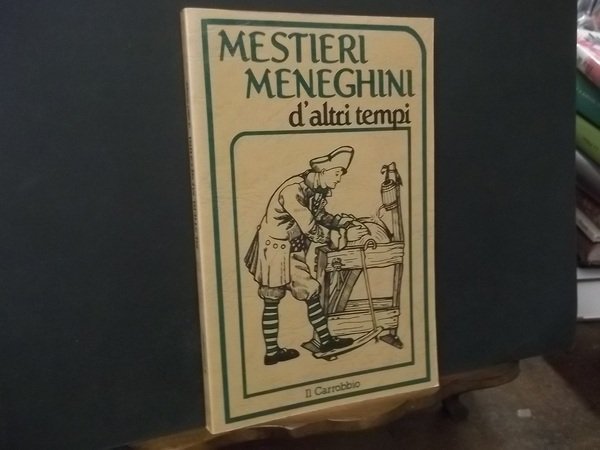 MESTIERI
MENEGHINI
d'altri tempi
Il Carrobbio